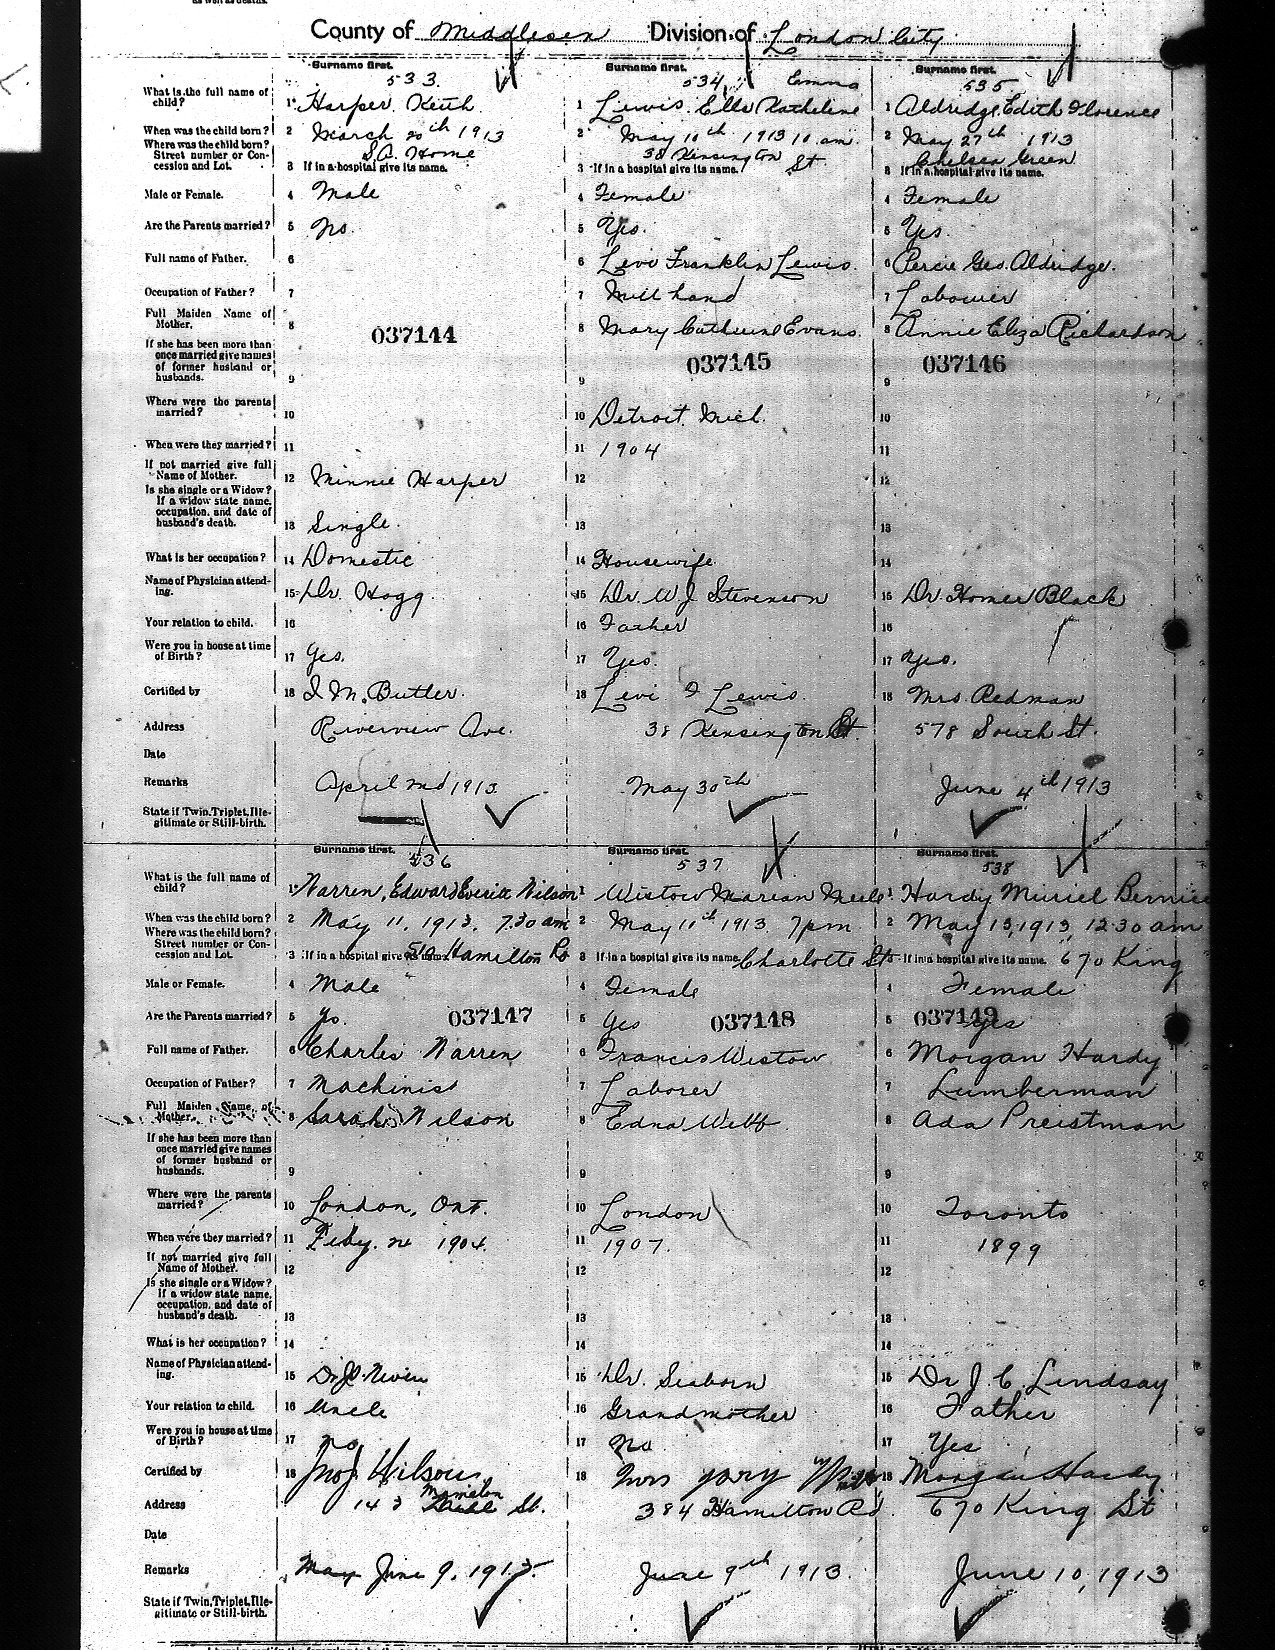 County of Middlesex Division of London City
Surname first. Surname first. Surname first.
533 534 Emma 535
What is the full name of child? 1 Harper Keith 1 Lewis Ella Katheline 1 Aldridge Edith Florence
When was the child born? 2 March 20th 1913 2 May 11th 1913 11 am 2 May 27th 1913
Where was the child born? S.A. Home 38 Kensington St Chelsea Green
Street number or Concession and Lot. 3 If in a hospital give its name. 3 If in a hospital give its name. 3 If in a hospital give its name.
Male or Female. 4 Male 4 Female 4 Female
Are the Parents married? 5 No. 5 Yes. 5 Yes.
Full name of Father. 6 6 Levi Franklin Lewis. 6 Percie Geo. Aldridge.
Occupation of Father? 7 7 Mill hand 7 Labourer
Full Maiden Name of Mother. 8 8 Mary Catherine Evans. 8 Annie Eliza Richardson
037144 037145 037146
If she has been more than once married give names of former husband or husbands. 9 9 9
Where were the parents married? 10 10 Detroit. Mich. 10
When were they married? 11 11 1904 11
If not married give full Name of Mother. 12 Minnie Harper 12 12
Is she single or a Widow? If a widow state name, occupation, and date of husband's death. 13 Single. 13 13
What is her occupation? 14 Domestic 14 Housewife 14
Name of Physician attending. 15 Dr. Hogg 15 Dr. W J Stevenson 15 Dr Homer Black
Your relation to child. 16 16 Father 16
Were you in house at time of Birth? 17 Yes. 17 Yes. 17 Yes.
Certified by 18 I M. Butler. 18 Levi F Lewis 18 Mrs. Redman
Address Riverview Ave. 38 Kensington St. 578 South St.
Date
Remarks April 2nd 1913 May 30th June 4th 1913
State if Twin, Triplet, Illegitimate or Still-birth.
Surname first. Surname first. Surname first.
536 537 538
What is the full name of child? 1 Warren, Edward Everitt Wilson 1 Wistow Marian Merle 1 Hardy Muriel Bernice
When was the child born? 2 May 11, 1913, 7.30 am 2 May 11th 1913. 7pm 2 May 13, 1913, 12.30 am
Where was the child born? Street number or Concession and Lot. 3 If in a hospital give its name. 510 Hamilton Rd 3 If in a hospital give its name. Charlotte St 3 If in a hospital give its name. 670 King
Male or Female. 4 Male 4 Female 4 Female
Are the Parents married? 5 Yes. 037147 5 Yes 037148 5 037149 Yes
Full name of Father. 6 Charles Warren 6 Francis Wistow 6 Morgan Hardy
Occupation of Father? 7 Machinist 7 Laborer 7 Lumberman
Full Maiden Name of Mother. 8 Sarah Wilson 8 Edna Webb 8 Ada Preistman
If she has been more than once married give names of former husband or husbands. 9 9 9
Where were the parents married? 10 London, Ont. 10 London 10 Toronto
When were they married? 11 Feby. 1904. 11 1907. 11 1899
If not married give full Name of Mother. 12 12 12
Is she single or a Widow? If a widow state name, occupation, and date of husband's death. 13 13 13
What is her occupation? 14 14 14
Name of Physician attending. 15 Dr. Niven 15 Dr. Seaborn 15 Dr J. C. Lindsay
Your relation to child. 16 Uncle 16 Grandmother 16 Father
Were you in house at time of Birth? 17 No 17 No 17 Yes
Certified by 18 Jno J Wilson 18 Mrs 18 Morgan Hardy
Address 143 Mamelon St. 384 Hamilton Rd. 670 King St
Date
Remarks May June 9, 1913. June 9th 1913. June 10, 1913
State if Twin, Triplet, Illegitimate or Still-birth.